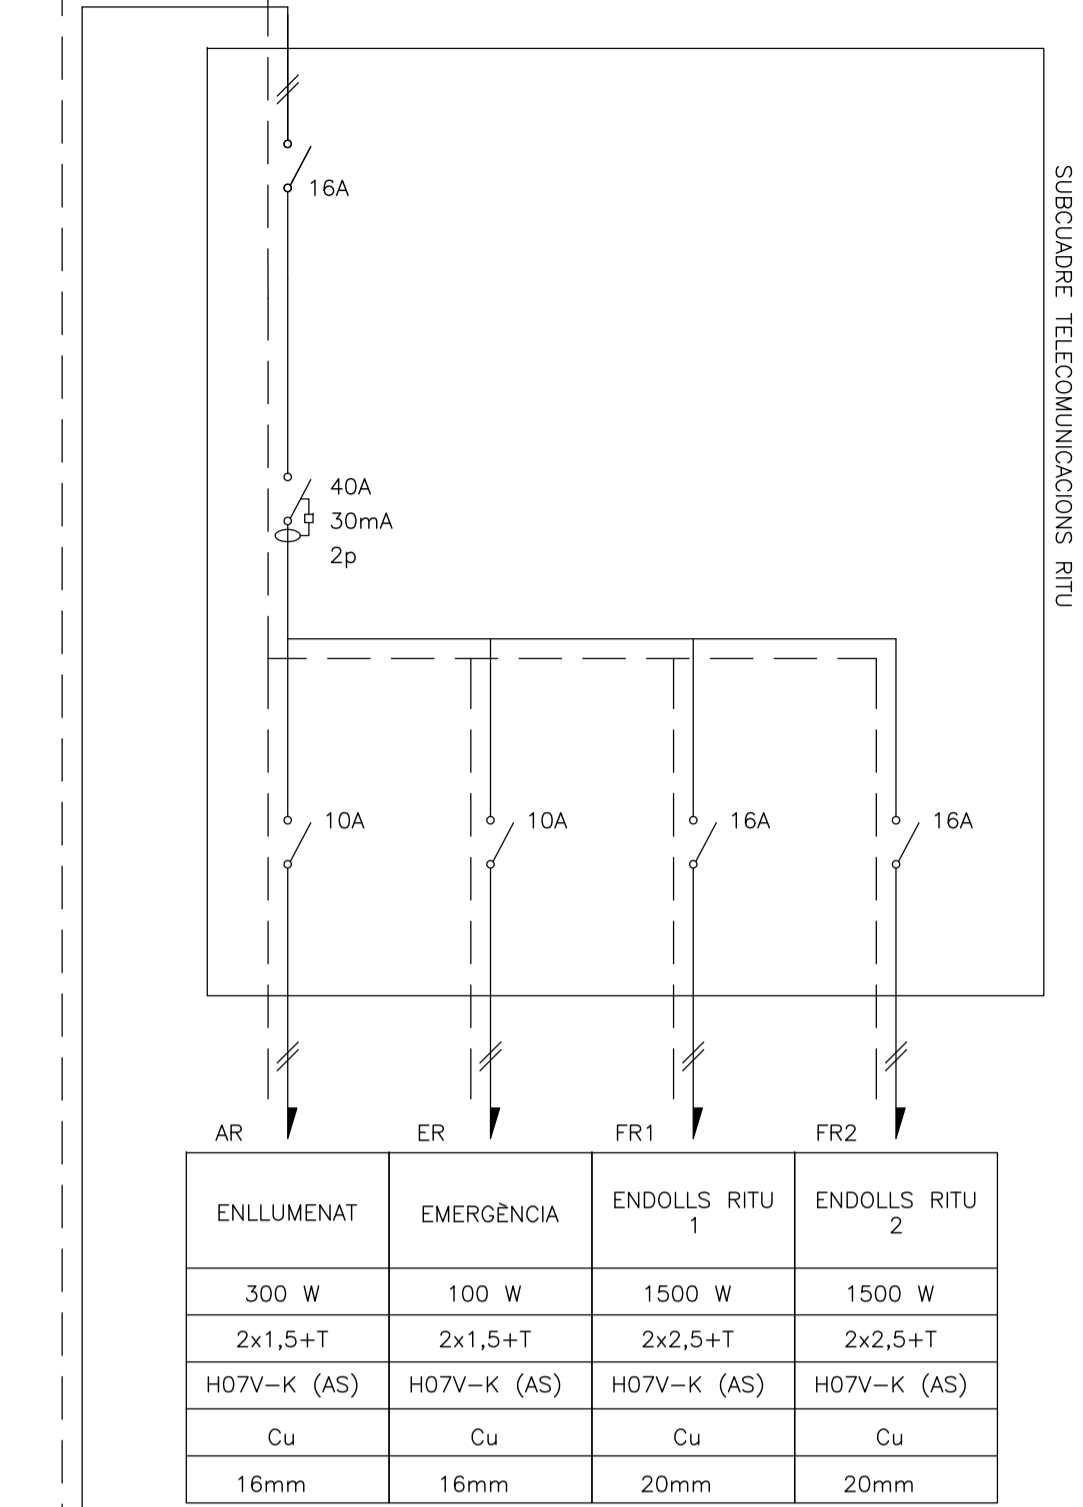 SUBCUADRE TELECOMUNICACIONS RITU
16A
40A
30mA
2p
10A
10A
16A
16A
AR
ER
FR1
FR2
ENLLUMENAT
EMERGÈNCIA
ENDOLLS RITU
1
ENDOLLS RITU
2
300 W
100 W
1500 W
1500 W
2x1,5+T
2x1,5+T
2x2,5+T
2x2,5+T
H07V-K (AS)
H07V-K (AS)
H07V-K (AS)
H07V-K (AS)
Cu
Cu
Cu
Cu
16mm
16mm
20mm
20mm